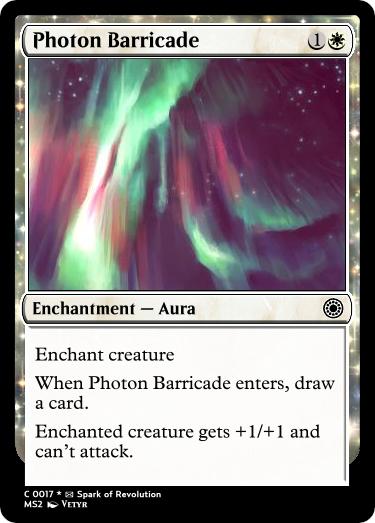 Photon Barricade 1
Enchantment — Aura
Enchant creature
When Photon Barricade enters, draw
a card.
Enchanted creature gets +1/+1 and
can't attack.
C 0017 * Spark of Revolution
MS2 Vetyr